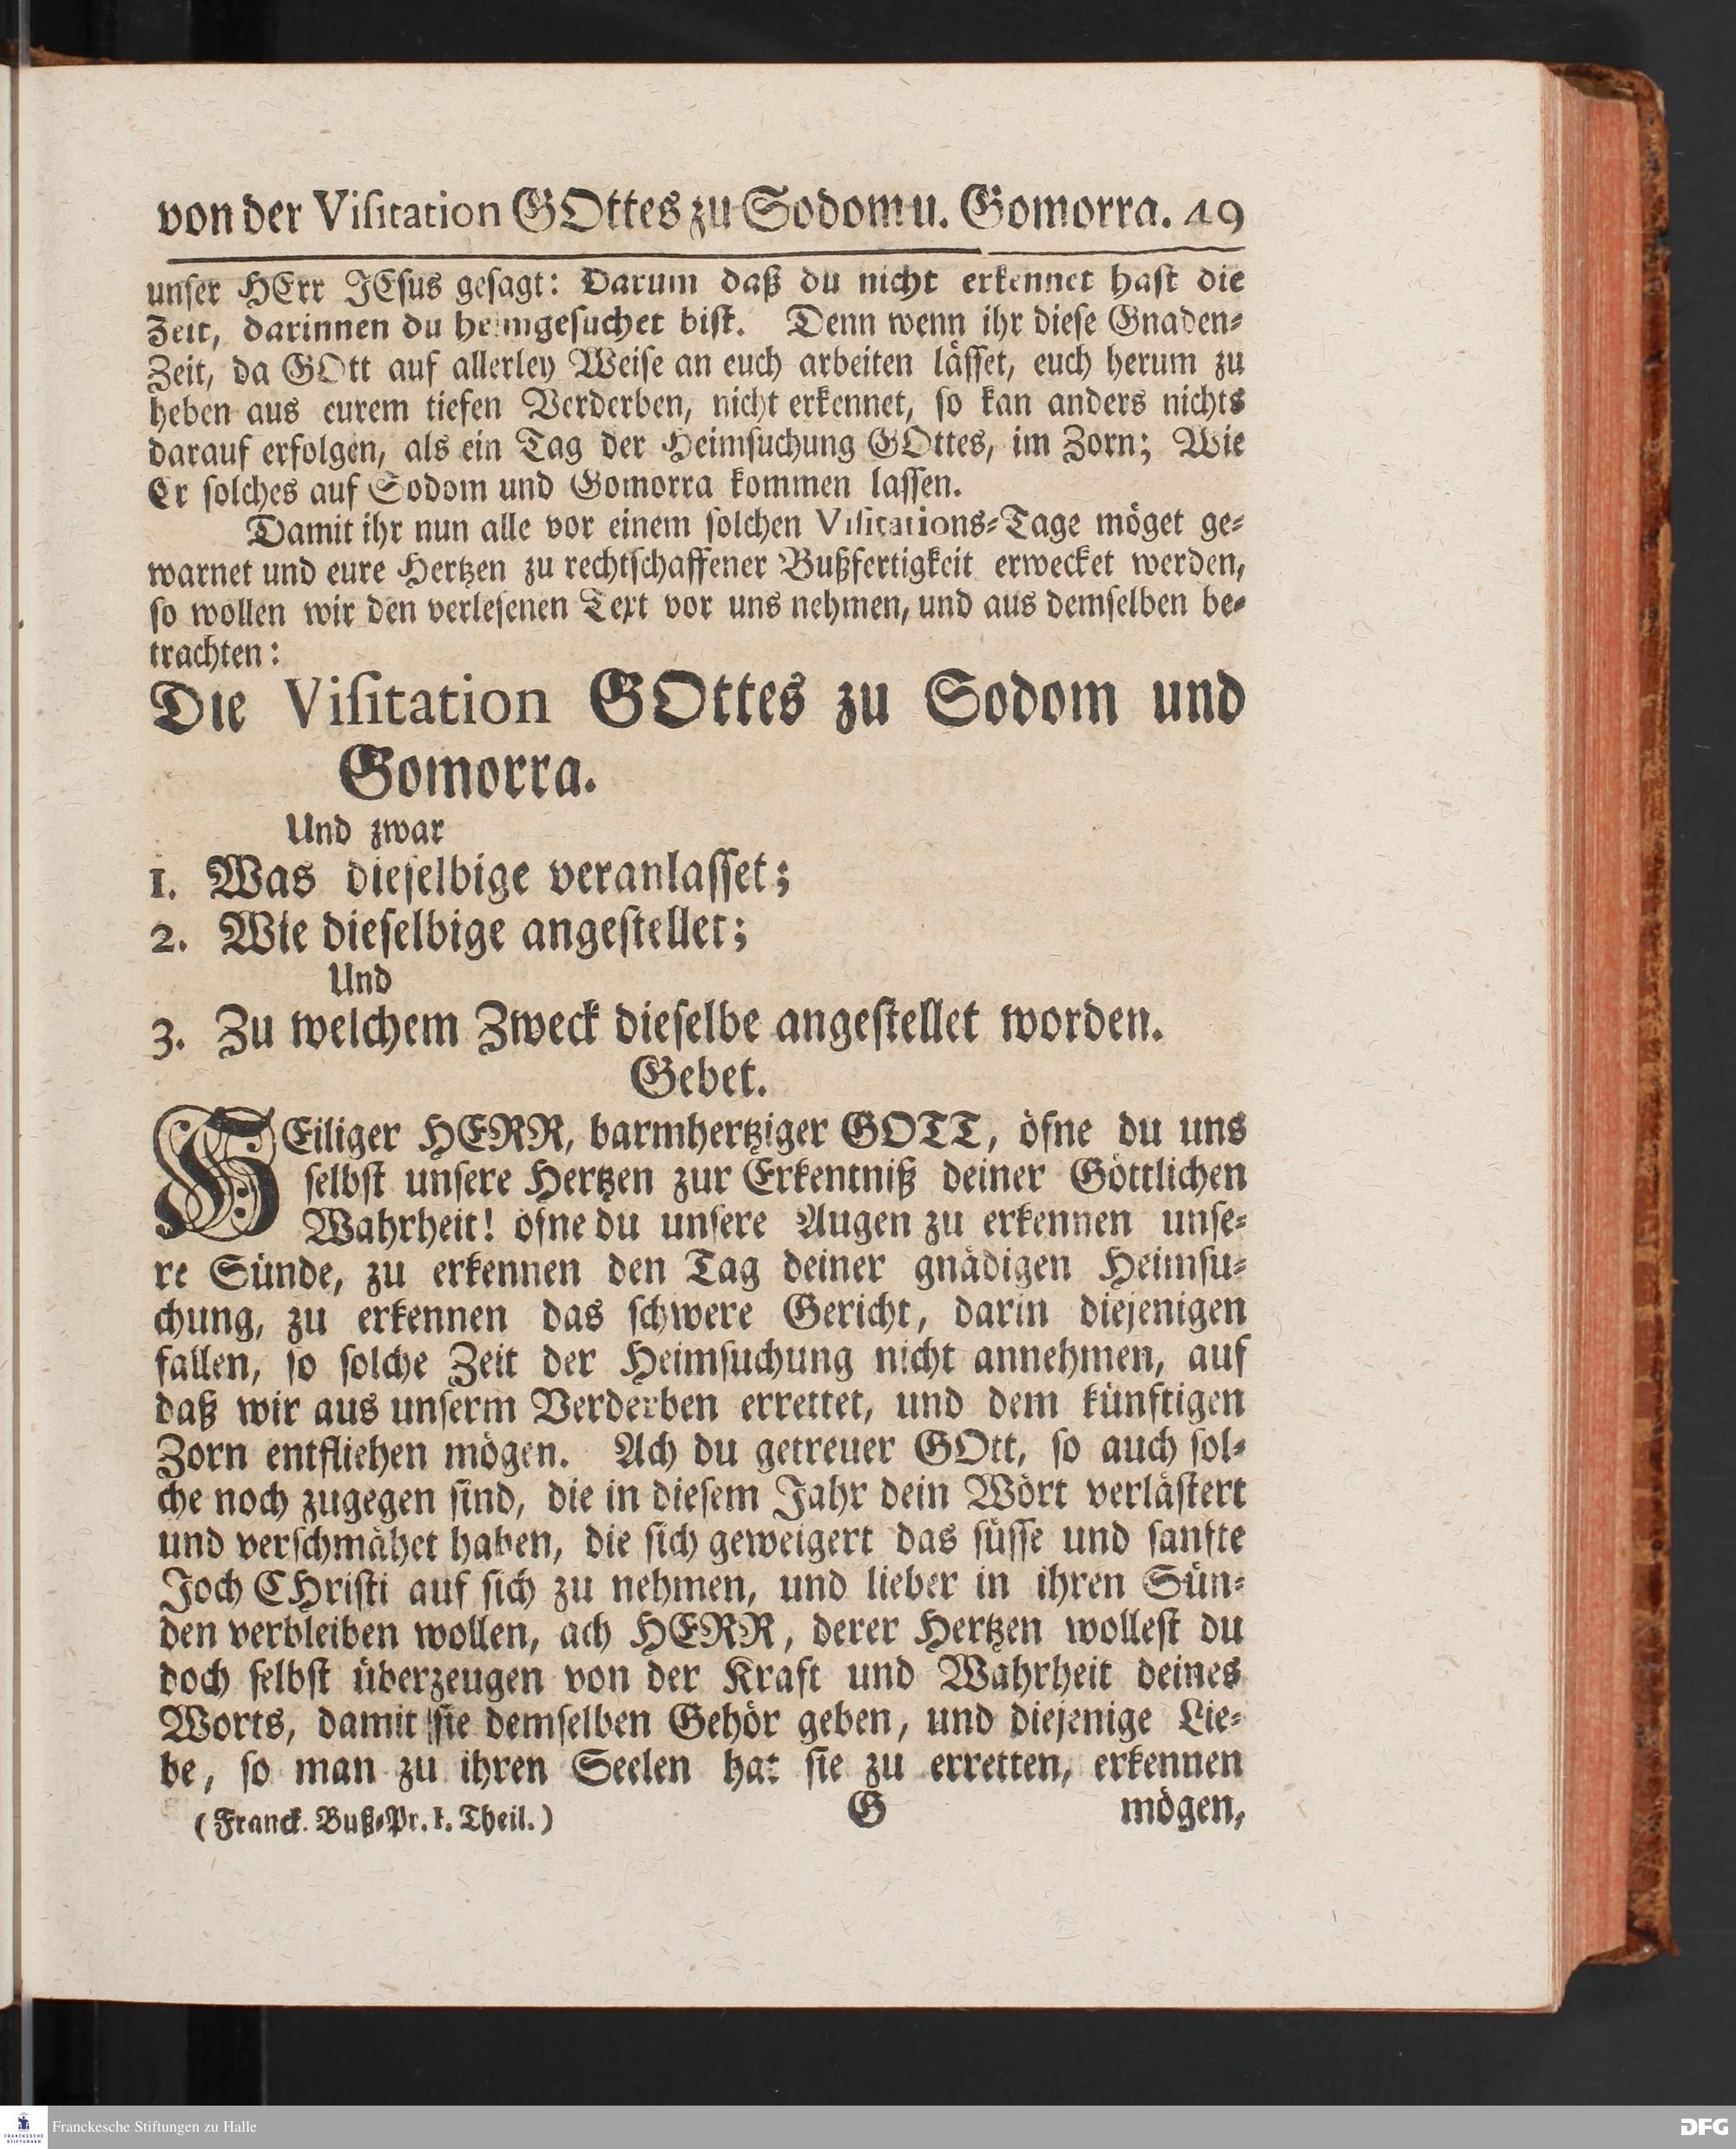 von der Viſitation GOttes zu Sodom u. Gomorra. 49
unſer HErr JEſus geſagt: Darum daß du nicht erkennet haſt die
Zeit, darinnen du heimgeſuchet biſt. Denn wenn ihr dieſe Gnaden-
Zeit, da GOtt auf allerley Weiſe an euch arbeiten läſſet, euch herum zu
heben aus eurem tiefen Verderben, nicht erkennet, ſo kan anders nichts
darauf erfolgen, als ein Tag der Heimſuchung GOttes, im Zorn; Wie
Er ſolches auf Sodom und Gomorra kommen laſſen.
Damit ihr nun alle vor einem ſolchen Viſitations-Tage möget ge-
warnet und eure Hertzen zu rechtſchaffener Bußfertigkeit erwecket werden,
ſo wollen wir den verleſenen Text vor uns nehmen, und aus demſelben be-
trachten:
Die Viſitation GOttes zu Sodom und
Gomorra.
Und zwar
1. Was dieſelbige veranlaſſet;
2. Wie dieſelbige angeſtellet;
Und
3. Zu welchem Zweck dieſelbe angeſtellet worden.
Gebet.
HEiliger HERR, barmhertziger GOTT, öfne du uns
ſelbſt unſere Hertzen zur Erkentniß deiner Göttlichen
Wahrheit! öfne du unſere Augen zu erkennen unſe-
re Sünde, zu erkennen den Tag deiner gnädigen Heimſu-
chung, zu erkennen das ſchwere Gericht, darin diejenigen
fallen, ſo ſolche Zeit der Heimſuchung nicht annehmen, auf
daß wir aus unſerm Verderben errettet, und dem künftigen
Zorn entfliehen mögen. Ach du getreuer GOtt, ſo auch ſol-
che noch zugegen ſind, die in dieſem Jahr dein Wort verläſtert
und verſchmähet haben, die ſich geweigert das ſüſſe und ſanfte
Joch CHriſti auf ſich zu nehmen, und lieber in ihren Sün-
den verbleiben wollen, ach HERR, derer Hertzen wolleſt du
doch ſelbſt überzeugen von der Kraft und Wahrheit deines
Worts, damit ſie demſelben Gehör geben, und diejenige Lie-
be, ſo man zu ihren Seelen hat ſie zu erretten, erkennen
(Franck. Buß-Pr. I. Theil.) G mögen,
FRANCKESCHE STIFTUNGEN
Franckesche Stiftungen zu Halle
DFG